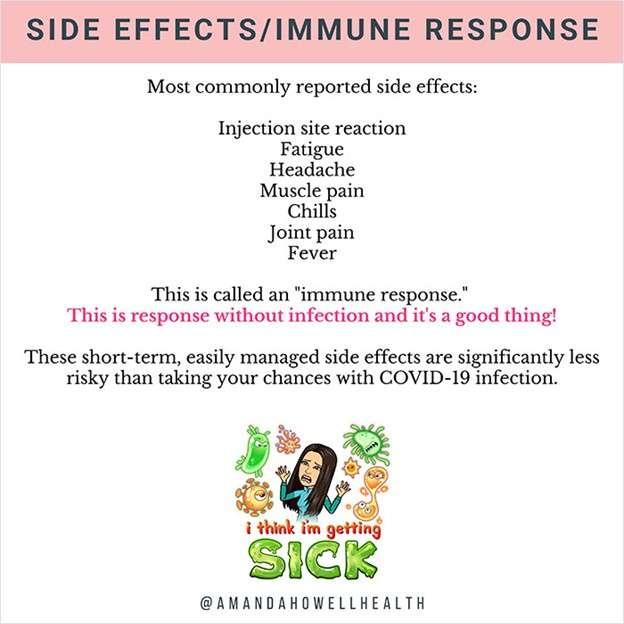 SIDE EFFECTS/IMMUNE RESPONSE
Most commonly reported side effects:
Injection site reaction
Fatigue
Headache
Muscle pain
Chills
Joint pain
Fever
This is called an "immune response."
This is response without infection and it's a good thing!
These short-term, easily managed side effects are significantly less
risky than taking your chances with COVID-19 infection.
i think i'm getting
SICK
@AMANDAHOWELLHEALTH